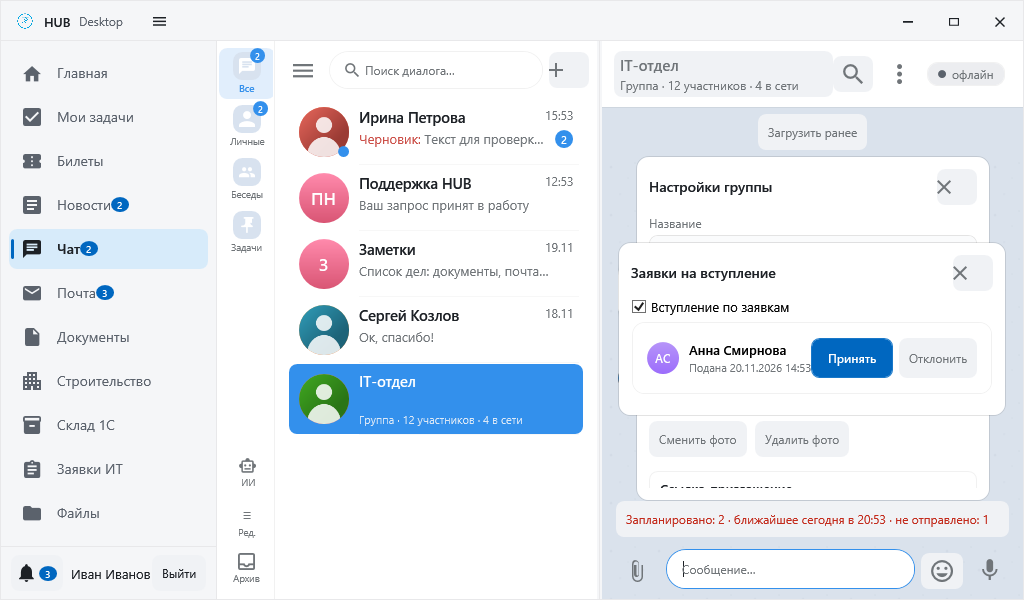 HUB Desktop
Главная
Мои задачи
Билеты
Новости 2
Чат 2
Почта 3
Документы
Строительство
Склад 1С
Заявки ИТ
Файлы
3 Иван Иванов Выйти
2
Все
2
Личные
Беседы
Задачи
ИИ
Ред.
Архив
Поиск диалога...
Ирина Петрова 15:53
Черновик: Текст для проверк... 2
ПН
Поддержка HUB 12:53
Ваш запрос принят в работу
З
Заметки 19.11
Список дел: документы, почта...
Сергей Козлов 18.11
Ок, спасибо!
IT-отдел
Группа · 12 участников · 4 в сети
IT-отдел
Группа · 12 участников · 4 в сети
офлайн
Загрузить ранее
Настройки группы
Название
Заявки на вступление
Вступление по заявкам
АС
Анна Смирнова
Подана 20.11.2026 14:53
Принять
Отклонить
Сменить фото
Удалить фото
Запланировано: 2 · ближайшее сегодня в 20:53 · не отправлено: 1
Сообщение...